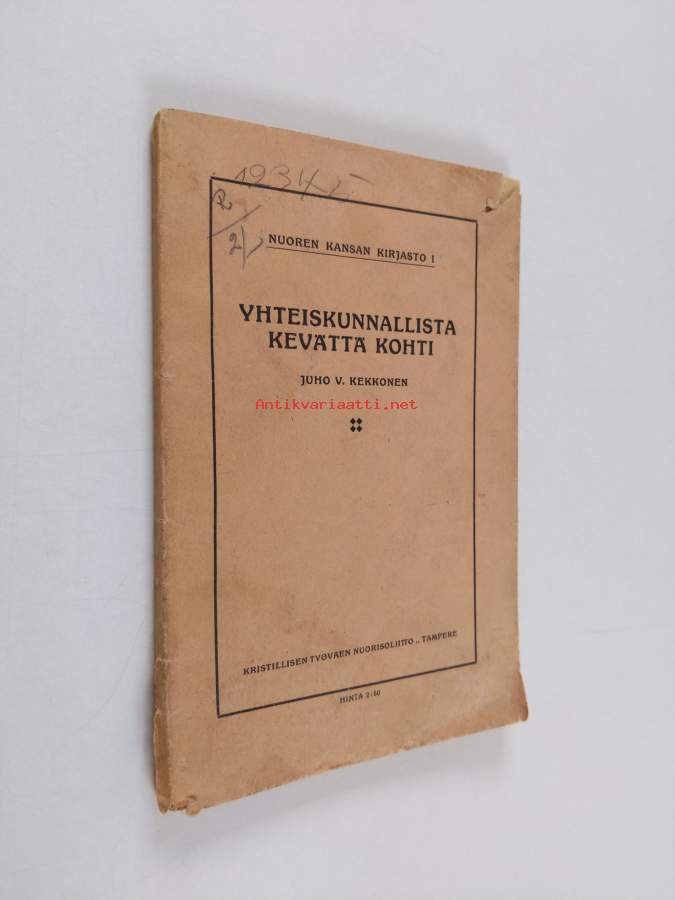 1934
2
NUOREN KANSAN KIRJASTO I
YHTEISKUNNALLISTA
KEVÄTTÄ KOHTI
JUHO V. KEKKONEN
Antikvariaatti.net
KRISTILLISEN TYÖVÄEN NUORISOLIITTO .. TAMPERE
HINTA 2:50